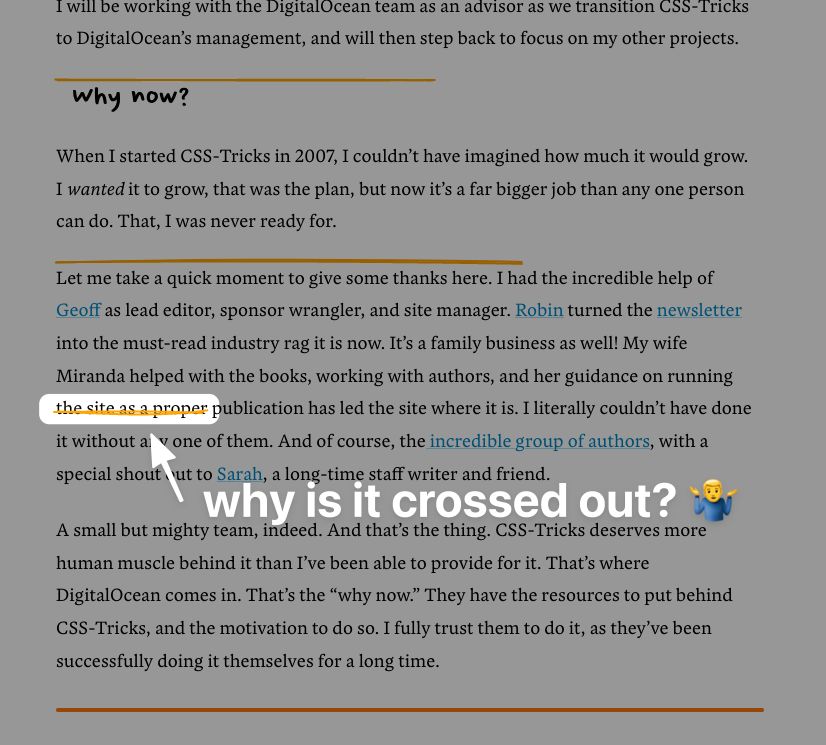 I will be working with the DigitalOcean team as an advisor as we transition CSS-Tricks
to DigitalOcean’s management, and will then step back to focus on my other projects.
Why now?
When I started CSS-Tricks in 2007, I couldn’t have imagined how much it would grow.
I wanted it to grow, that was the plan, but now it’s a far bigger job than any one person
can do. That, I was never ready for.
Let me take a quick moment to give some thanks here. I had the incredible help of
Geoff as lead editor, sponsor wrangler, and site manager. Robin turned the newsletter
into the must-read industry rag it is now. It’s a family business as well! My wife
Miranda helped with the books, working with authors, and her guidance on running
the site as a proper publication has led the site where it is. I literally couldn’t have done
it without any one of them. And of course, the incredible group of authors, with a
special shout out to Sarah, a long-time staff writer and friend.
why is it crossed out? 🤷‍♂️
A small but mighty team, indeed. And that’s the thing. CSS-Tricks deserves more
human muscle behind it than I’ve been able to provide for it. That’s where
DigitalOcean comes in. That’s the “why now.” They have the resources to put behind
CSS-Tricks, and the motivation to do so. I fully trust them to do it, as they’ve been
successfully doing it themselves for a long time.